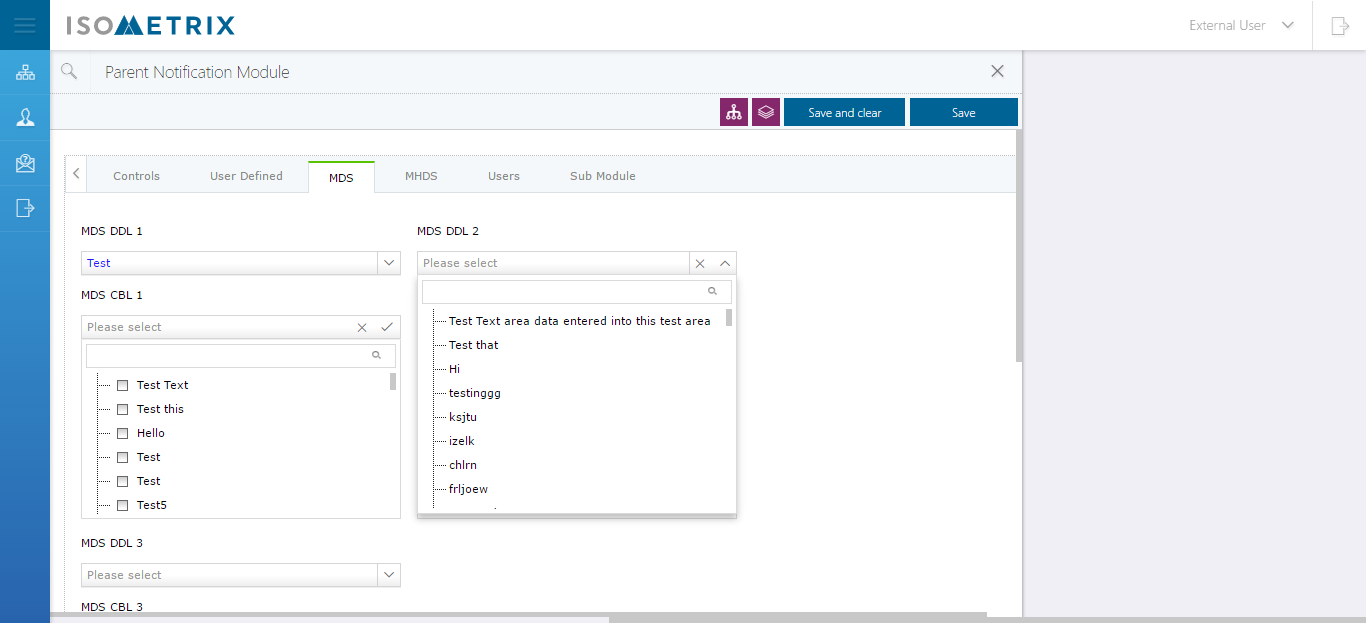 ISOMETRIX
External User
Parent Notification Module
Save and clear
Save
Controls
User Defined
MDS
MHDS
Users
Sub Module
MDS DDL 1
MDS DDL 2
Test
Please select
MDS CBL 1
Please select
Test Text area data entered into this test area
Test that
Hi
testinggg
ksjtu
izelk
chlrn
frljoew
Test Text
Test this
Hello
Test
Test
Test5
MDS DDL 3
Please select
MDS CBL 3